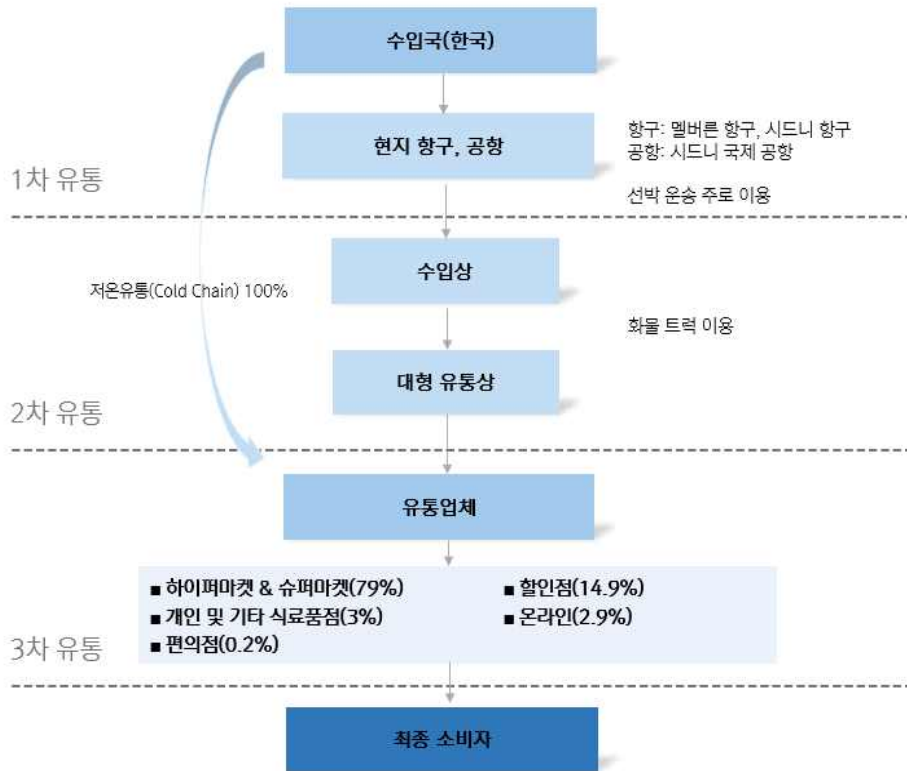 수입국(한국)
현지 항구, 공항
항구: 멜버른 항구, 시드니 항구
공항: 시드니 국제 공항
선박 운송 주로 이용
1차 유통
수입상
저온유통(Cold Chain) 100%
화물 트럭 이용
대형 유통상
2차 유통
유통업체
■ 하이퍼마켓 & 슈퍼마켓(79%)
■ 할인점(14.9%)
■ 개인 및 기타 식료품점(3%)
■ 온라인(2.9%)
■ 편의점(0.2%)
3차 유통
최종 소비자